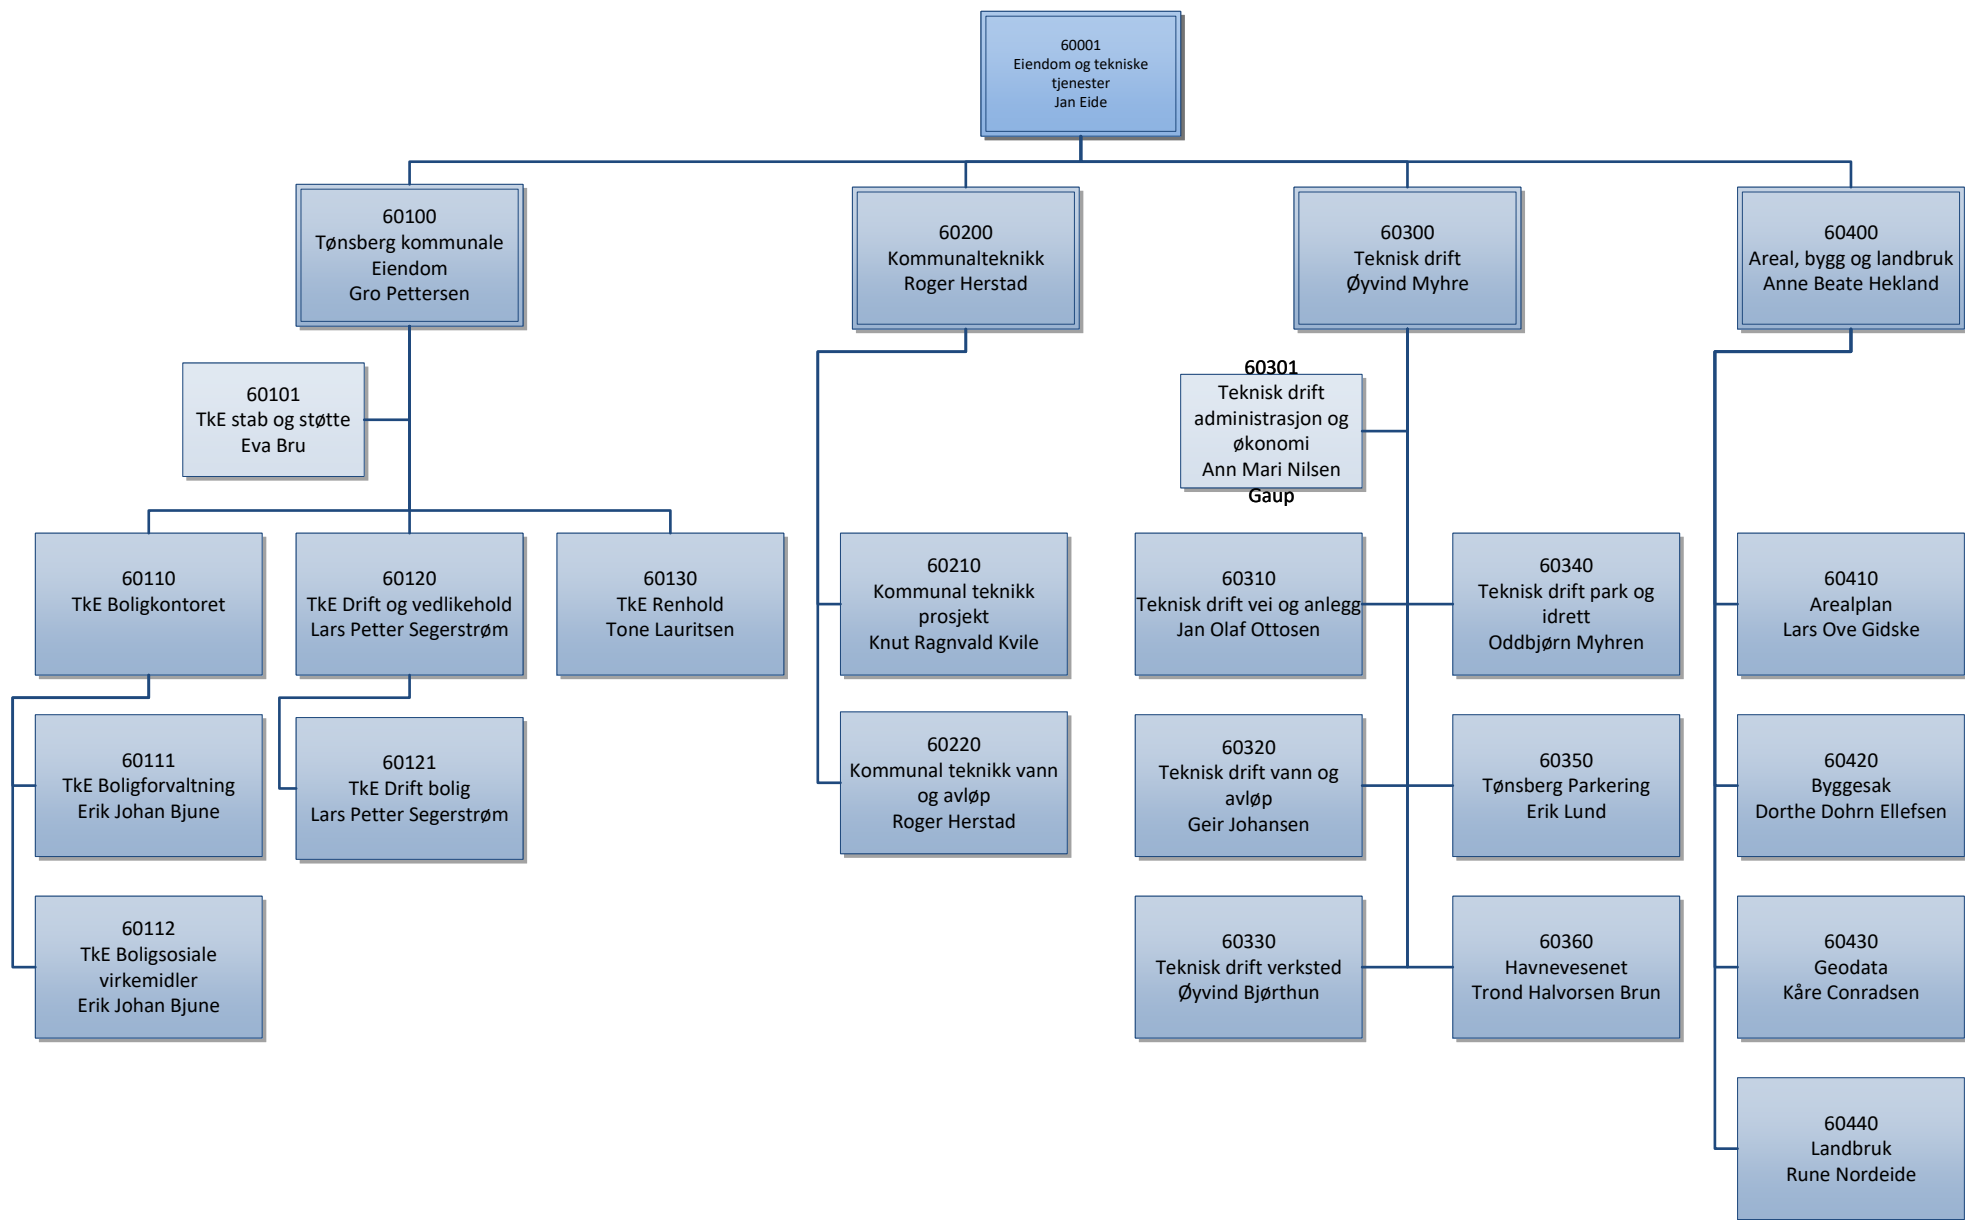 60001
Eiendom og tekniske
tjenester
Jan Eide
60100
Tønsberg kommunale
Eiendom
Gro Pettersen
60200
Kommunalteknikk
Roger Herstad
60300
Teknisk drift
Øyvind Myhre
60400
Areal, bygg og landbruk
Anne Beate Hekland
60101
TkE stab og støtte
Eva Bru
60301
Teknisk drift
administrasjon og
økonomi
Ann Mari Nilsen
Gaup
60110
TkE Boligkontoret
60120
TkE Drift og vedlikehold
Lars Petter Segerstrøm
60130
TkE Renhold
Tone Lauritsen
60210
Kommunal teknikk
prosjekt
Knut Ragnvald Kvile
60310
Teknisk drift vei og anlegg
Jan Olaf Ottosen
60340
Teknisk drift park og
idrett
Oddbjørn Myhren
60410
Arealplan
Lars Ove Gidske
60111
TkE Boligforvaltning
Erik Johan Bjune
60121
TkE Drift bolig
Lars Petter Segerstrøm
60220
Kommunal teknikk vann
og avløp
Roger Herstad
60320
Teknisk drift vann og
avløp
Geir Johansen
60350
Tønsberg Parkering
Erik Lund
60420
Byggesak
Dorthe Dohrn Ellefsen
60112
TkE Boligsosiale
virkemidler
Erik Johan Bjune
60330
Teknisk drift verksted
Øyvind Bjørthun
60360
Havnevesenet
Trond Halvorsen Brun
60430
Geodata
Kåre Conradsen
60440
Landbruk
Rune Nordeide